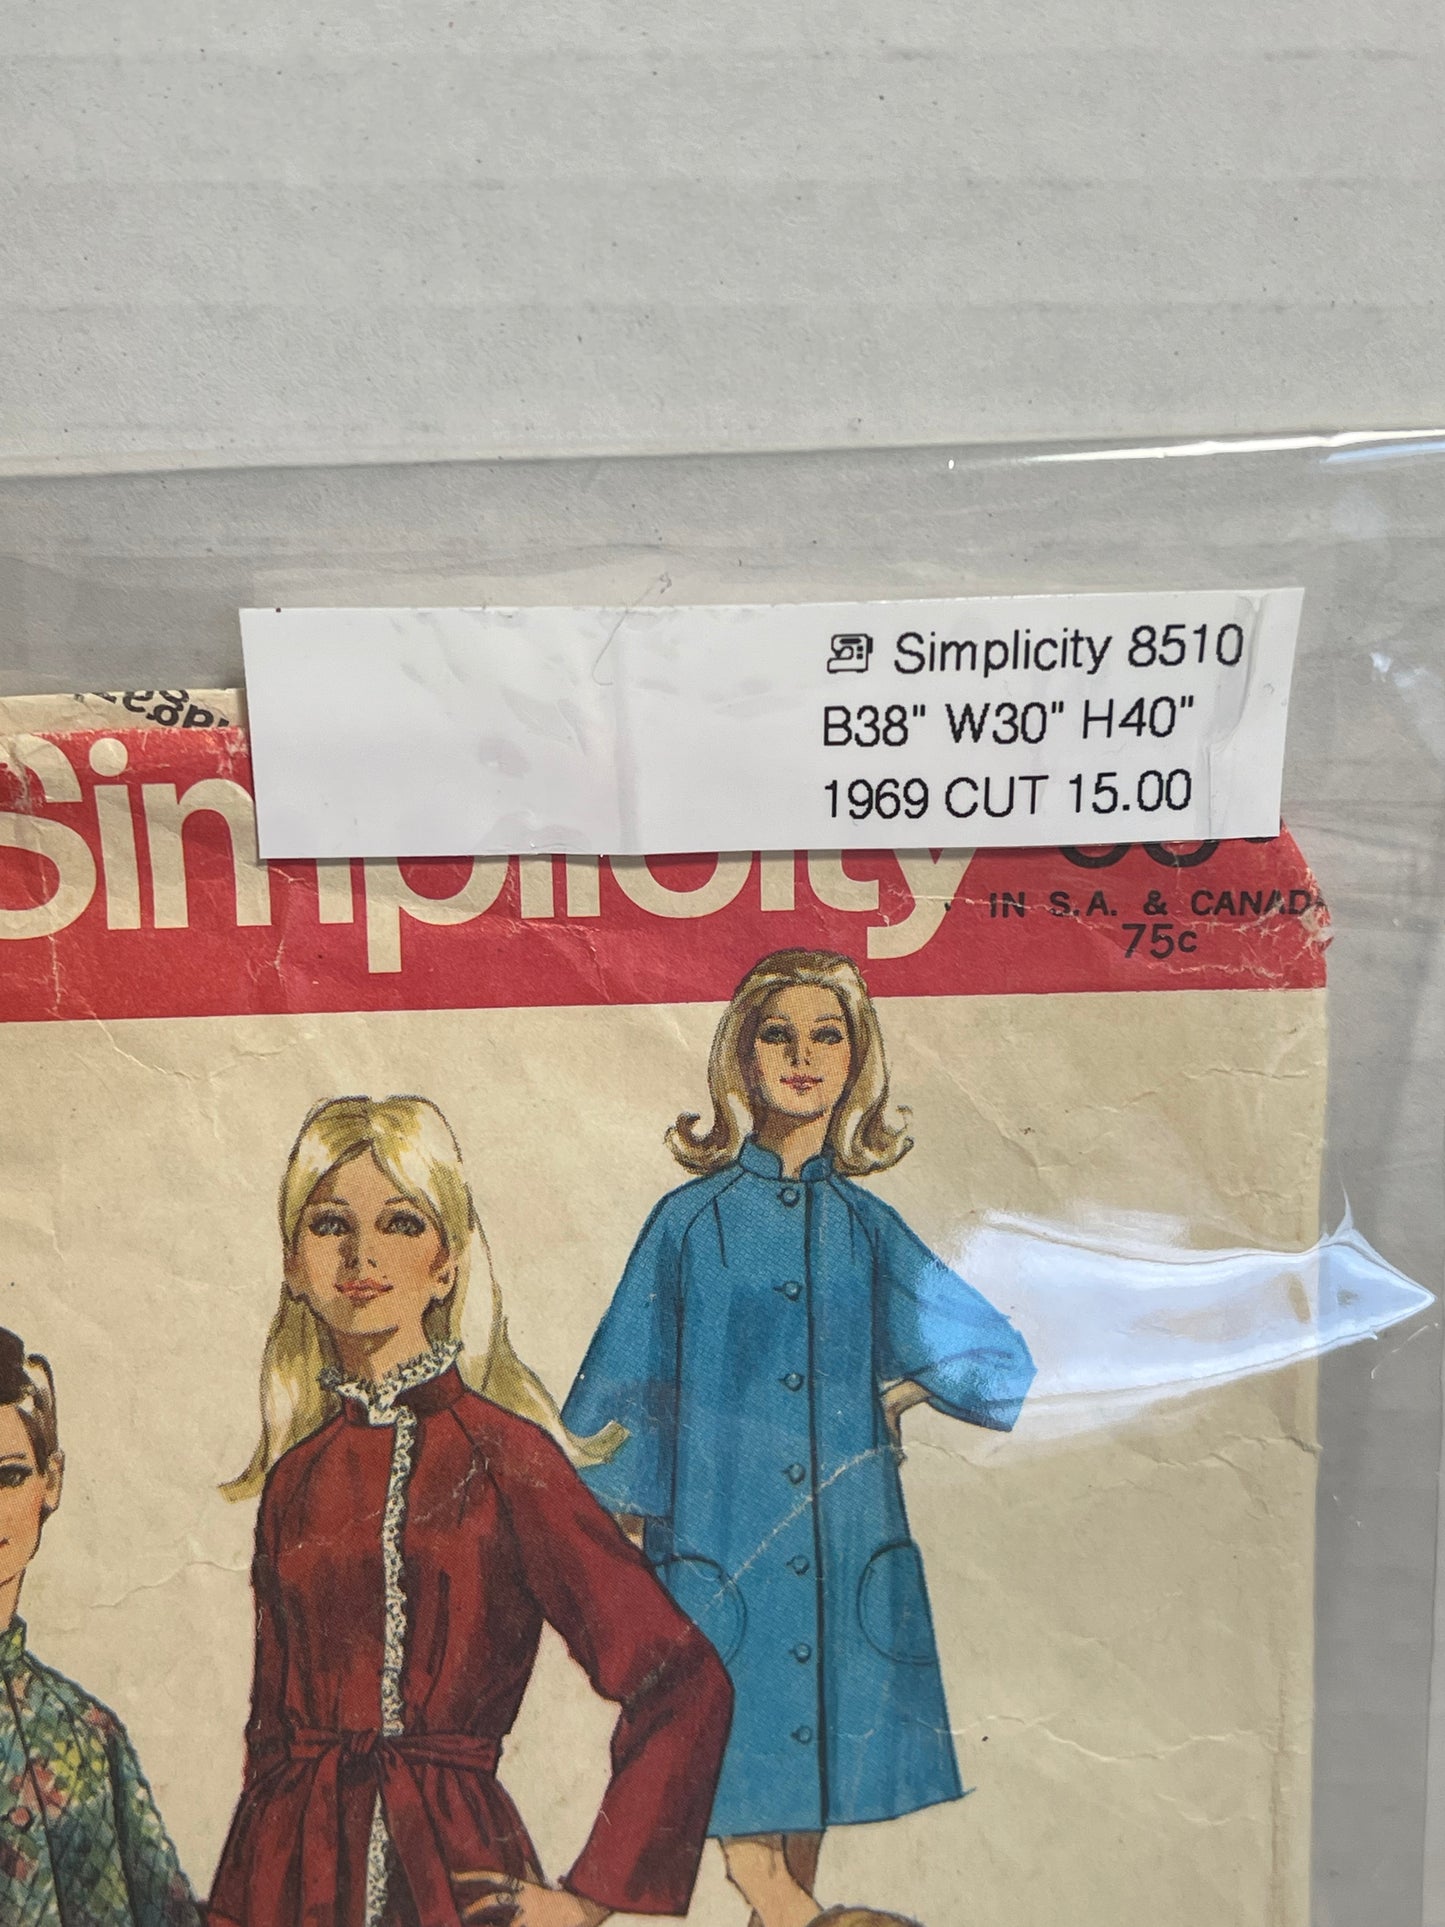 Simplicity 8510
B38" W30" H40"
1969 CUT 15.00
Simplicity
IN S.A. & CANAD
75c